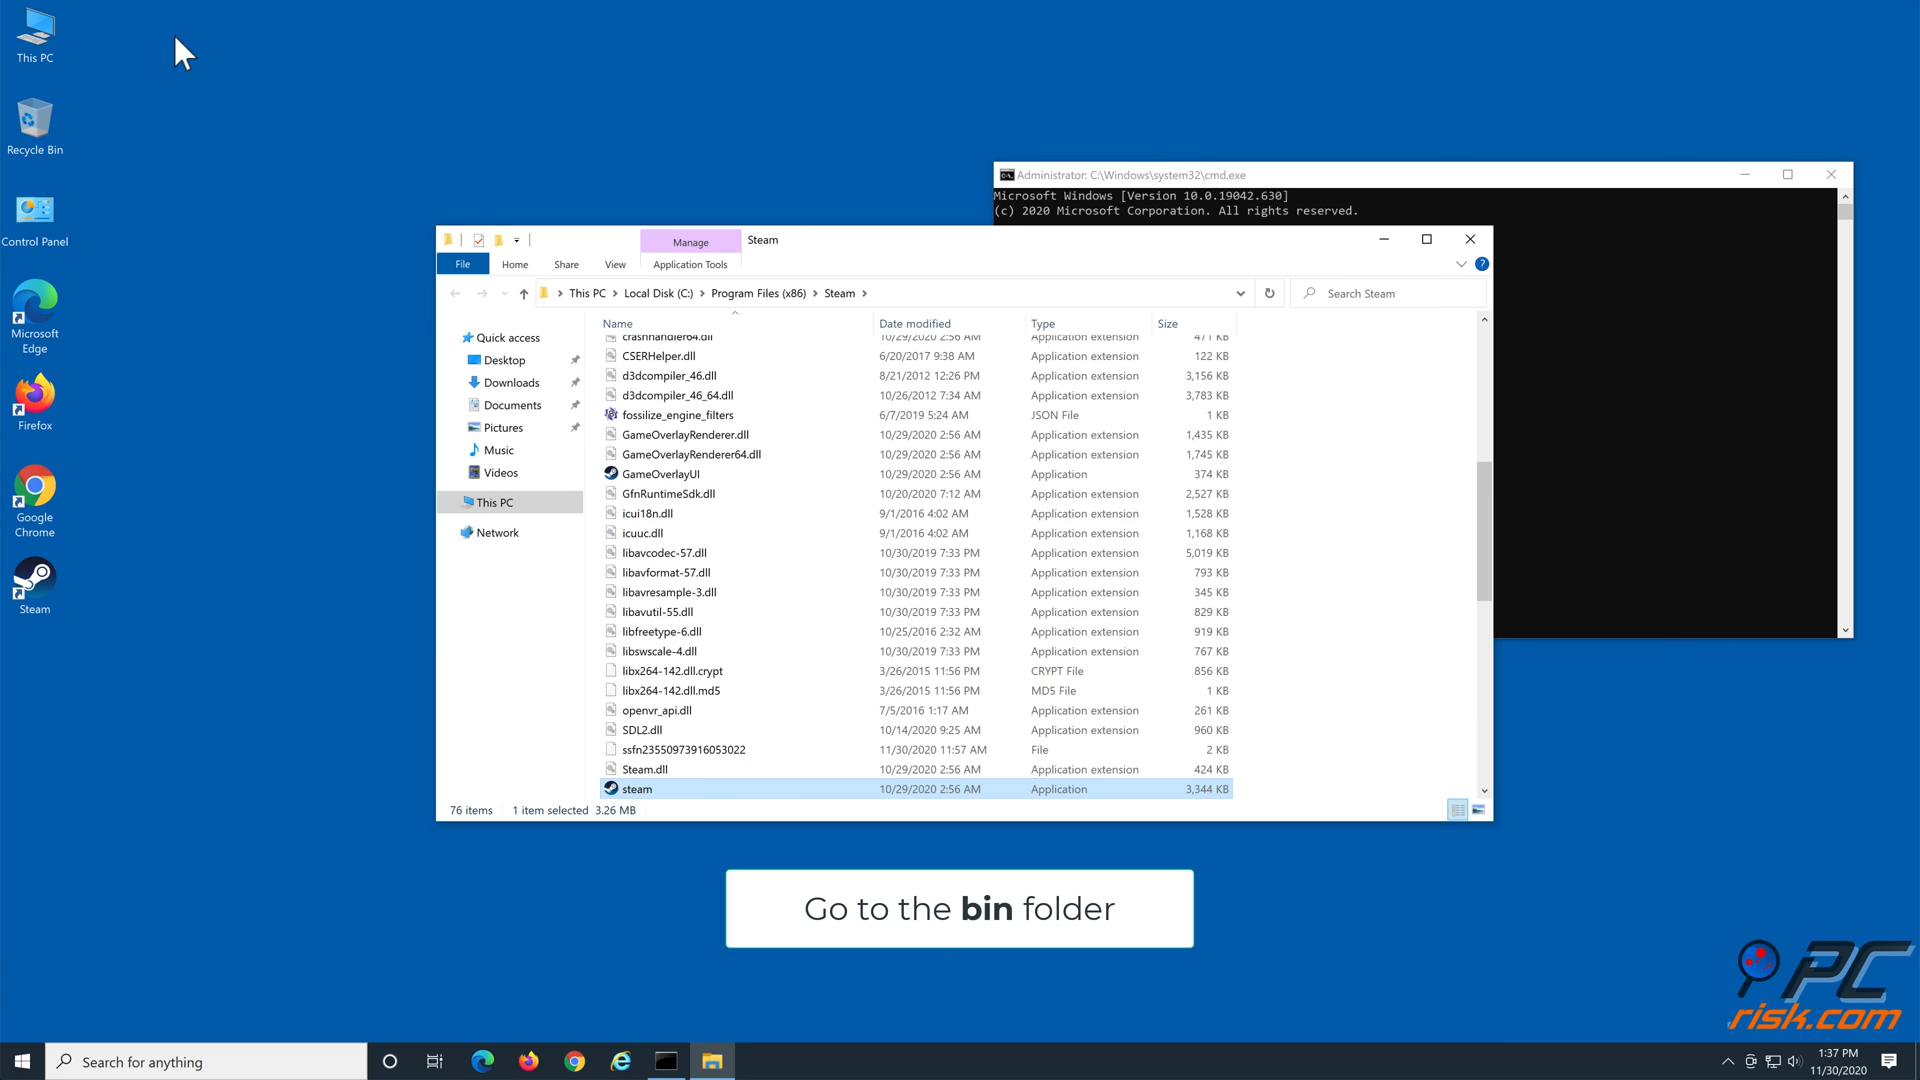 This PC
Recycle Bin
Control Panel
Microsoft
Edge
Firefox
Google
Chrome
Steam
Administrator: C:\Windows\system32\cmd.exe
Microsoft Windows [Version 10.0.19042.630]
(c) 2020 Microsoft Corporation. All rights reserved.
Manage
Steam
File
Home
Share
View
Application Tools
This PC
Local Disk (C:)
Program Files (x86)
Steam
Search Steam
Quick access
Desktop
Downloads
Documents
Pictures
Music
Videos
This PC
Network
Name Date modified Type Size
crashhandler64.dll 10/29/2020 2:56 AM Application extension 471 KB
CSERHelper.dll 6/20/2017 9:38 AM Application extension 122 KB
d3dcompiler_46.dll 8/21/2012 12:26 PM Application extension 3,156 KB
d3dcompiler_46_64.dll 10/26/2012 7:34 AM Application extension 3,783 KB
fossilize_engine_filters 6/7/2019 5:24 AM JSON File 1 KB
GameOverlayRenderer.dll 10/29/2020 2:56 AM Application extension 1,435 KB
GameOverlayRenderer64.dll 10/29/2020 2:56 AM Application extension 1,745 KB
GameOverlayUI 10/29/2020 2:56 AM Application 374 KB
GfnRuntimeSdk.dll 10/20/2020 7:12 AM Application extension 2,527 KB
icui18n.dll 9/1/2016 4:02 AM Application extension 1,528 KB
icuuc.dll 9/1/2016 4:02 AM Application extension 1,168 KB
libavcodec-57.dll 10/30/2019 7:33 PM Application extension 5,019 KB
libavformat-57.dll 10/30/2019 7:33 PM Application extension 793 KB
libavresample-3.dll 10/30/2019 7:33 PM Application extension 345 KB
libavutil-55.dll 10/30/2019 7:33 PM Application extension 829 KB
libfreetype-6.dll 10/25/2016 2:32 AM Application extension 919 KB
libswscale-4.dll 10/30/2019 7:33 PM Application extension 767 KB
libx264-142.dll.crypt 3/26/2015 11:56 PM CRYPT File 856 KB
libx264-142.dll.md5 3/26/2015 11:56 PM MD5 File 1 KB
openvr_api.dll 7/5/2016 1:17 AM Application extension 261 KB
SDL2.dll 10/14/2020 9:25 AM Application extension 960 KB
ssfn23550973916053022 11/30/2020 11:57 AM File 2 KB
Steam.dll 10/29/2020 2:56 AM Application extension 424 KB
steam 10/29/2020 2:56 AM Application 3,344 KB
76 items 1 item selected 3.26 MB
Go to the bin folder
PC
risk.com
Search for anything
1:37 PM
11/30/2020